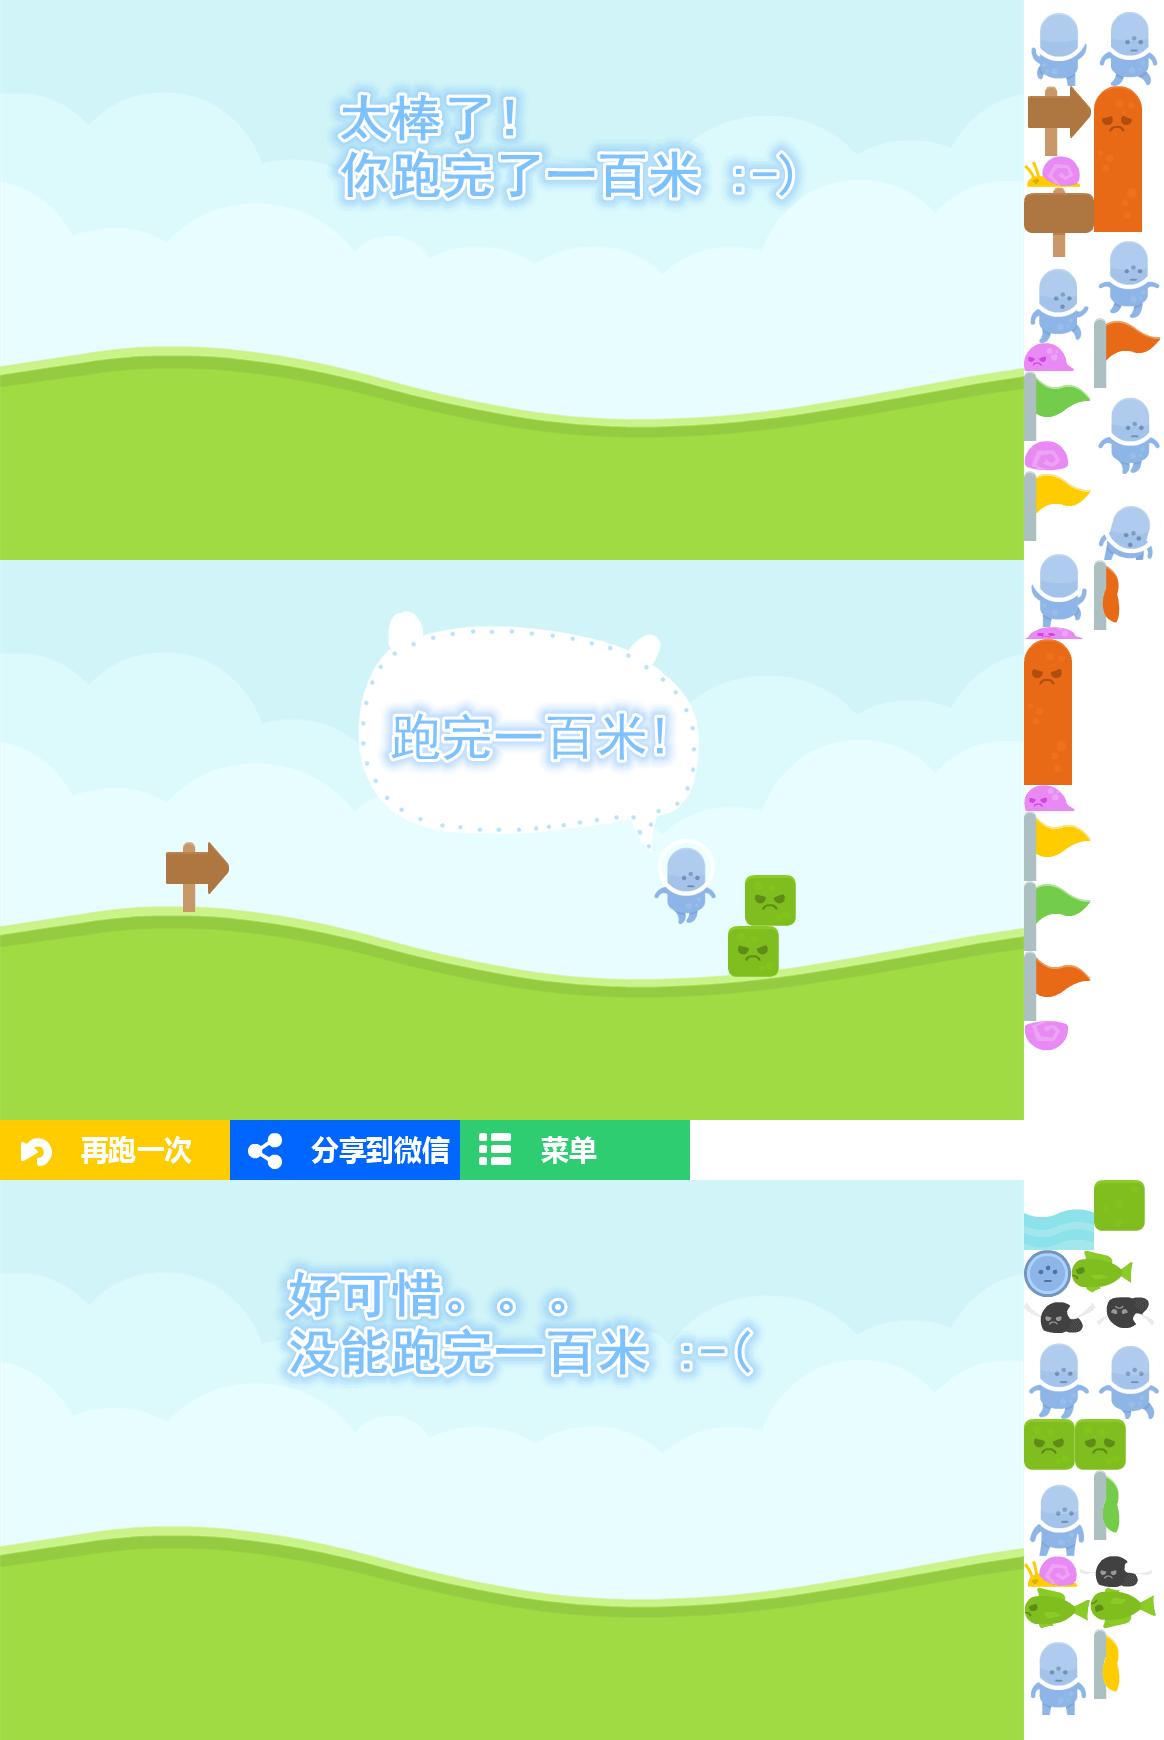 太棒了!
你跑完了一百米 :-)
跑完一百米!
再跑一次
分享到微信
菜单
好可惜。。。
没能跑完一百米 :-(